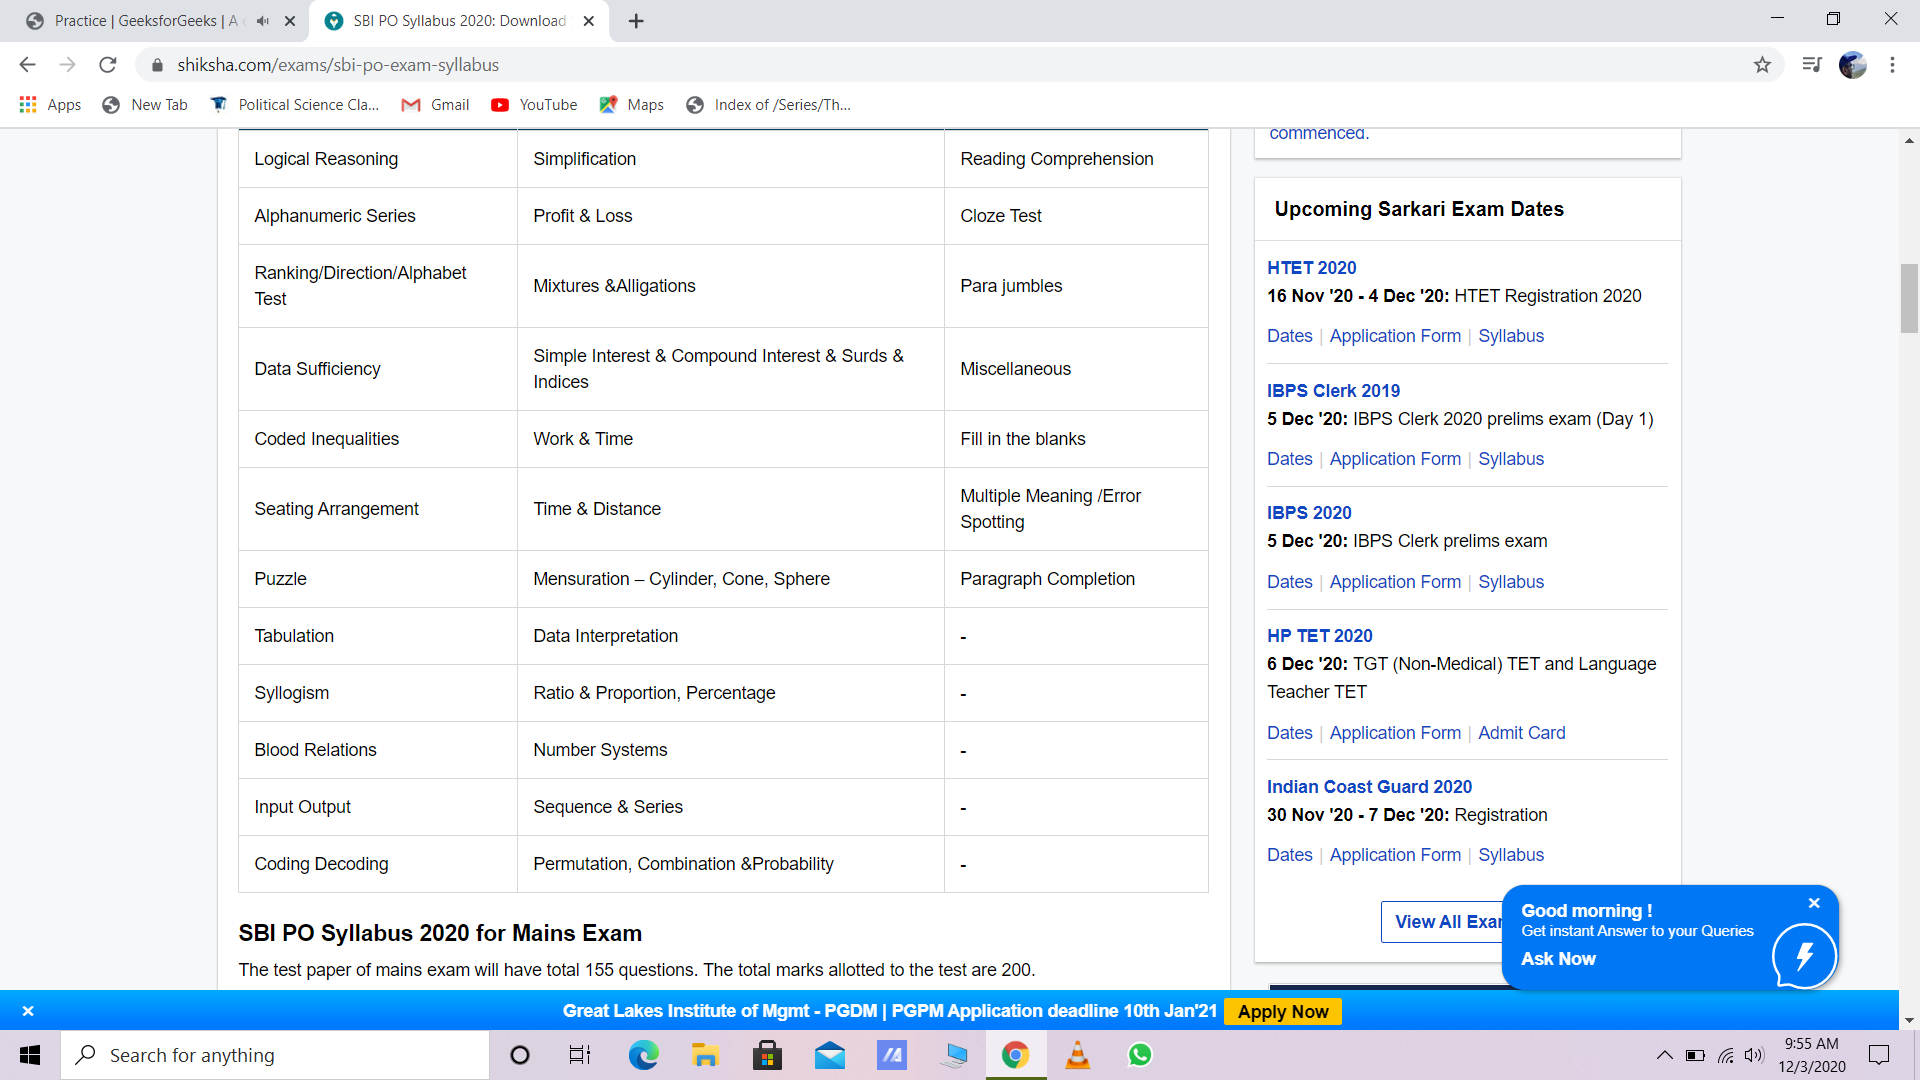 Practice | GeeksforGeeks | A
SBI PO Syllabus 2020: Download
shiksha.com/exams/sbi-po-exam-syllabus
Apps
New Tab
Political Science Cla...
Gmail
YouTube
Maps
Index of /Series/Th...
Logical Reasoning
Simplification
Reading Comprehension
Alphanumeric Series
Profit & Loss
Cloze Test
Ranking/Direction/Alphabet
Test
Mixtures &Alligations
Para jumbles
Data Sufficiency
Simple Interest & Compound Interest & Surds &
Indices
Miscellaneous
Coded Inequalities
Work & Time
Fill in the blanks
Seating Arrangement
Time & Distance
Multiple Meaning /Error
Spotting
Puzzle
Mensuration – Cylinder, Cone, Sphere
Paragraph Completion
Tabulation
Data Interpretation
-
Syllogism
Ratio & Proportion, Percentage
-
Blood Relations
Number Systems
-
Input Output
Sequence & Series
-
Coding Decoding
Permutation, Combination &Probability
-
SBI PO Syllabus 2020 for Mains Exam
The test paper of mains exam will have total 155 questions. The total marks allotted to the test are 200.
commenced.
Upcoming Sarkari Exam Dates
HTET 2020
16 Nov '20 - 4 Dec '20: HTET Registration 2020
Dates | Application Form | Syllabus
IBPS Clerk 2019
5 Dec '20: IBPS Clerk 2020 prelims exam (Day 1)
Dates | Application Form | Syllabus
IBPS 2020
5 Dec '20: IBPS Clerk prelims exam
Dates | Application Form | Syllabus
HP TET 2020
6 Dec '20: TGT (Non-Medical) TET and Language
Teacher TET
Dates | Application Form | Admit Card
Indian Coast Guard 2020
30 Nov '20 - 7 Dec '20: Registration
Dates | Application Form | Syllabus
View All Exar
Good morning !
Get instant Answer to your Queries
Ask Now
Great Lakes Institute of Mgmt - PGDM | PGPM Application deadline 10th Jan'21
Apply Now
Search for anything
9:55 AM
12/3/2020